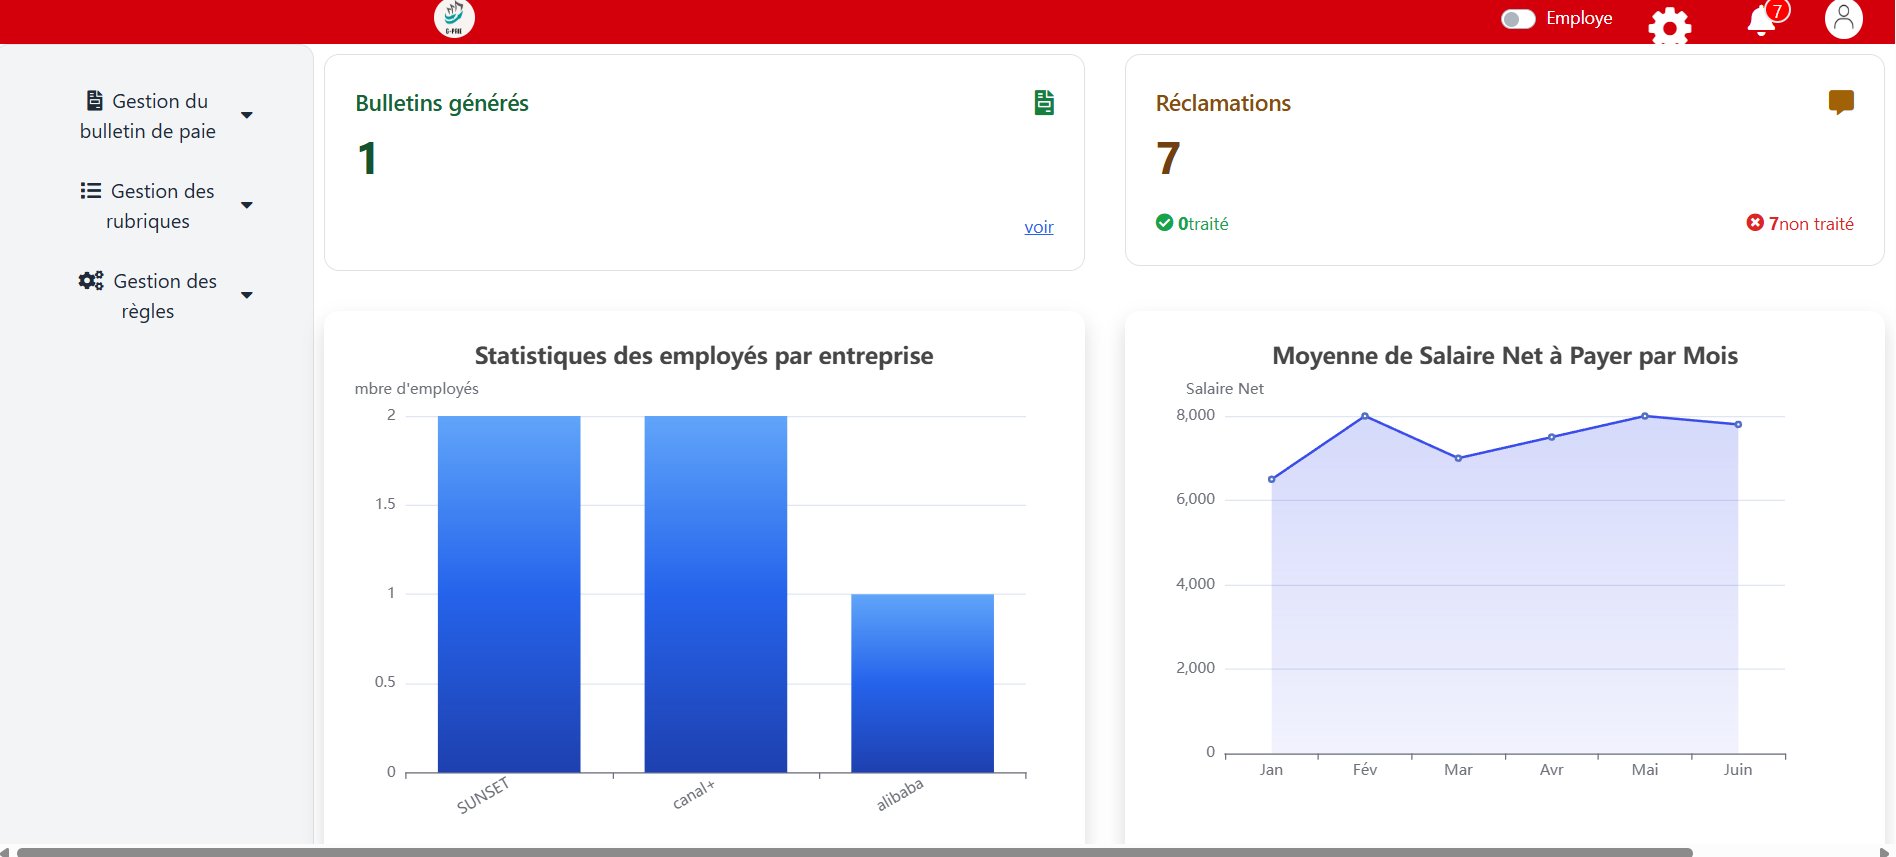 G-PAIE
Employe
7
Gestion du
bulletin de paie
Gestion des
rubriques
Gestion des
règles
Bulletins générés
1
voir
Réclamations
7
0traité
7non traité
Statistiques des employés par entreprise
mbre d'employés
2
1.5
1
0.5
0
SUNSET
canal+
alibaba
Moyenne de Salaire Net à Payer par Mois
Salaire Net
8,000
6,000
4,000
2,000
0
Jan
Fév
Mar
Avr
Mai
Juin